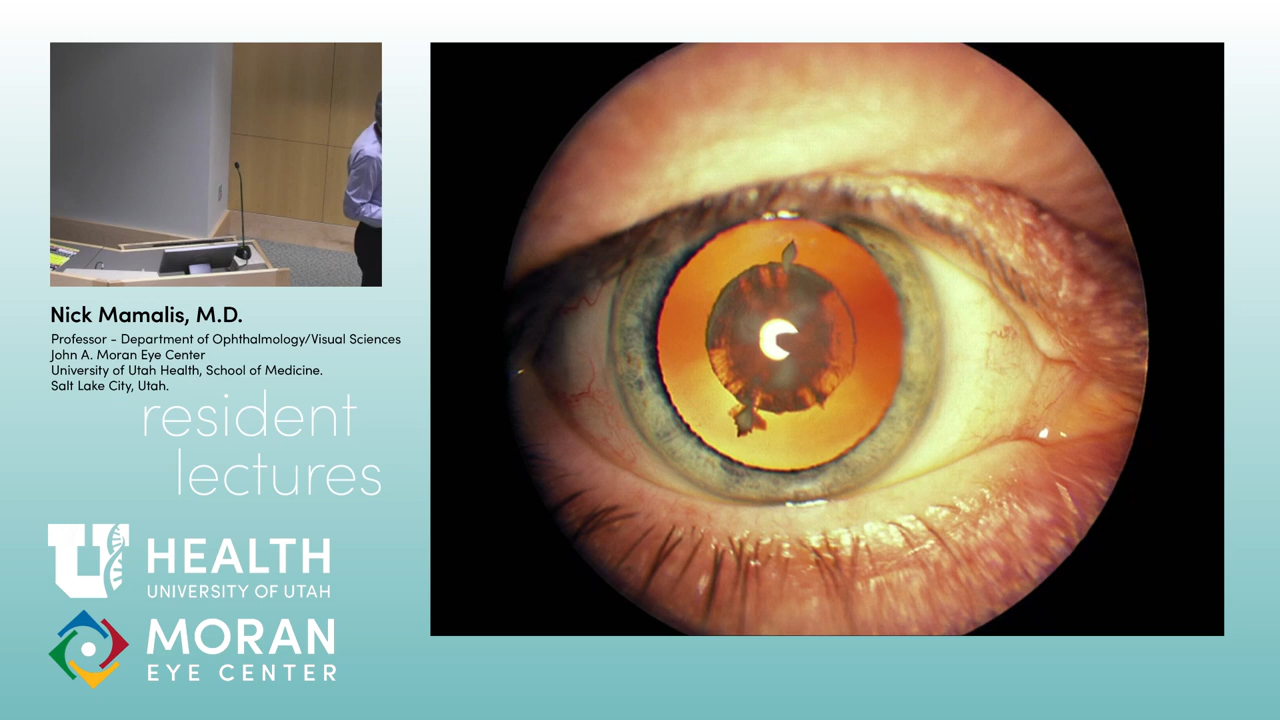 Nick Mamalis, M.D.
Professor - Department of Ophthalmology/Visual Sciences
John A. Moran Eye Center
University of Utah Health, School of Medicine.
Salt Lake City, Utah.
resident
lectures
U HEALTH
UNIVERSITY OF UTAH
MORAN
EYE CENTER